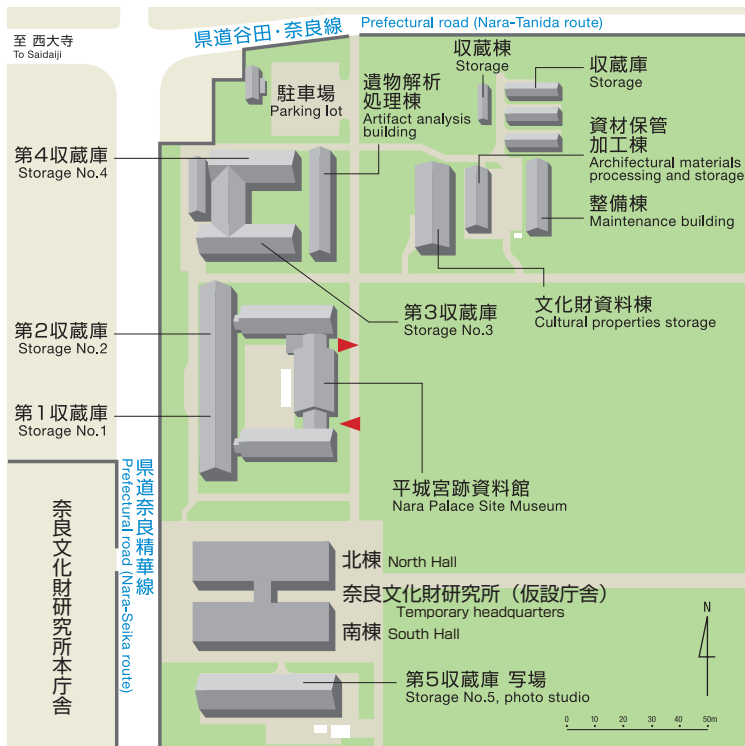 県道谷田・奈良線
Prefectural road (Nara-Tanida route)
至 西大寺
To Saidaiji
駐車場
Parking lot
遺物解析
処理棟
Artifact analysis
building
収蔵棟
Storage
収蔵庫
Storage
資材保管
加工棟
Architectural materials
processing and storage
整備棟
Maintenance building
第4収蔵庫
Storage No.4
第3収蔵庫
Storage No.3
文化財資料棟
Cultural properties storage
第2収蔵庫
Storage No.2
第1収蔵庫
Storage No.1
平城宮跡資料館
Nara Palace Site Museum
県道奈良精華線
Prefectural road (Nara-Seika route)
奈良文化財研究所本庁舎
北棟 North Hall
奈良文化財研究所（仮設庁舎）
Temporary headquarters
南棟 South Hall
第5収蔵庫 写場
Storage No.5, photo studio
N
0 10 20 30 40 50m